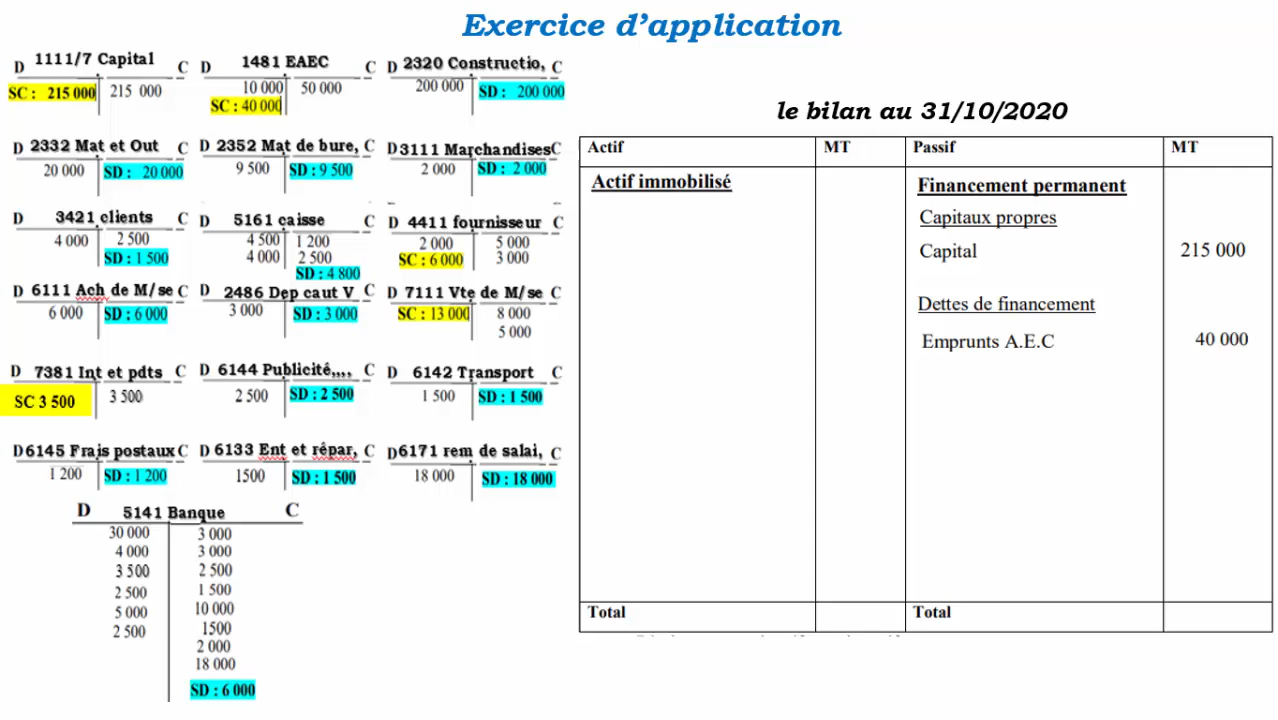 Exercice d'application
D 1111/7 Capital C
SC : 215 000 215 000
D 1481 EAEC C
10 000 50 000
SC : 40 000
D 2320 Constructio, C
200 000 SD : 200 000
D 2332 Mat et Out C
20 000 SD : 20 000
D 2352 Mat de bure, C
9 500 SD : 9 500
D 3111 Marchandises C
2 000 SD : 2 000
D 3421 clients C
4 000 2 500
SD : 1 500
D 5161 caisse C
4 500 1 200
4 000 2 500
SD : 4 800
D 4411 fournisseur C
2 000 5 000
SC : 6 000 3 000
D 6111 Ach de M/se C
6 000 SD : 6 000
D 2486 Dep caut V C
3 000 SD : 3 000
D 7111 Vte de M/se C
SC : 13 000 8 000
5 000
D 7381 Int et pdts C
SC 3 500 3 500
D 6144 Publicité,,,, C
2 500 SD : 2 500
D 6142 Transport C
1 500 SD : 1 500
D 6145 Frais postaux C
1 200 SD : 1 200
D 6133 Ent et répar, C
1500 SD : 1 500
D 6171 rem de salai, C
18 000 SD : 18 000
D 5141 Banque C
30 000 3 000
4 000 3 000
3 500 2 500
2 500 1 500
5 000 10 000
2 500 1500
2 000
18 000
SD : 6 000
le bilan au 31/10/2020
Actif MT Passif MT
Actif immobilisé Financement permanent
Capitaux propres
Capital 215 000
Dettes de financement
Emprunts A.E.C 40 000
Total Total